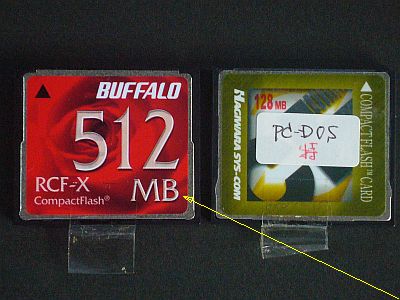 BUFFALO
512
MB
RCF-X
CompactFlash®
128 MB
HAGIWARA SYS-COM
PC-DOS
COMPACT FLASH™ CARD